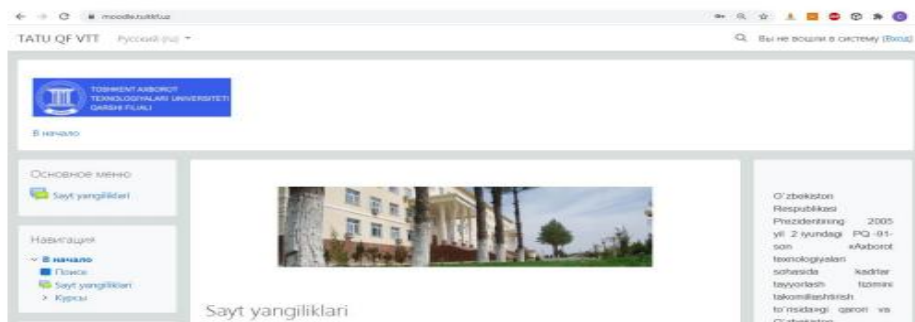 moodle.tuitkf.uz
TATU QF VTT Русский (ru)
Вы не вошли в систему (Вход)
TOSHKENT AXBOROT
TEXNOLOGIYALARI UNIVERSITETI
QARSHI FILIALI
В начало
Основное меню
Sayt yangiliklari
Навигация
В начало
Поиск
Sayt yangiliklari
Курсы
Sayt yangiliklari
O'zbekiston
Respublikasi
Prezidentining 2005
yil 2 iyundagi PQ-91-
son «Axborot
texnologiyalari
sohasida kadrlar
tayyorlash tizimini
takomillashtirish
to'risida»gi qarori va
O'zbekiston